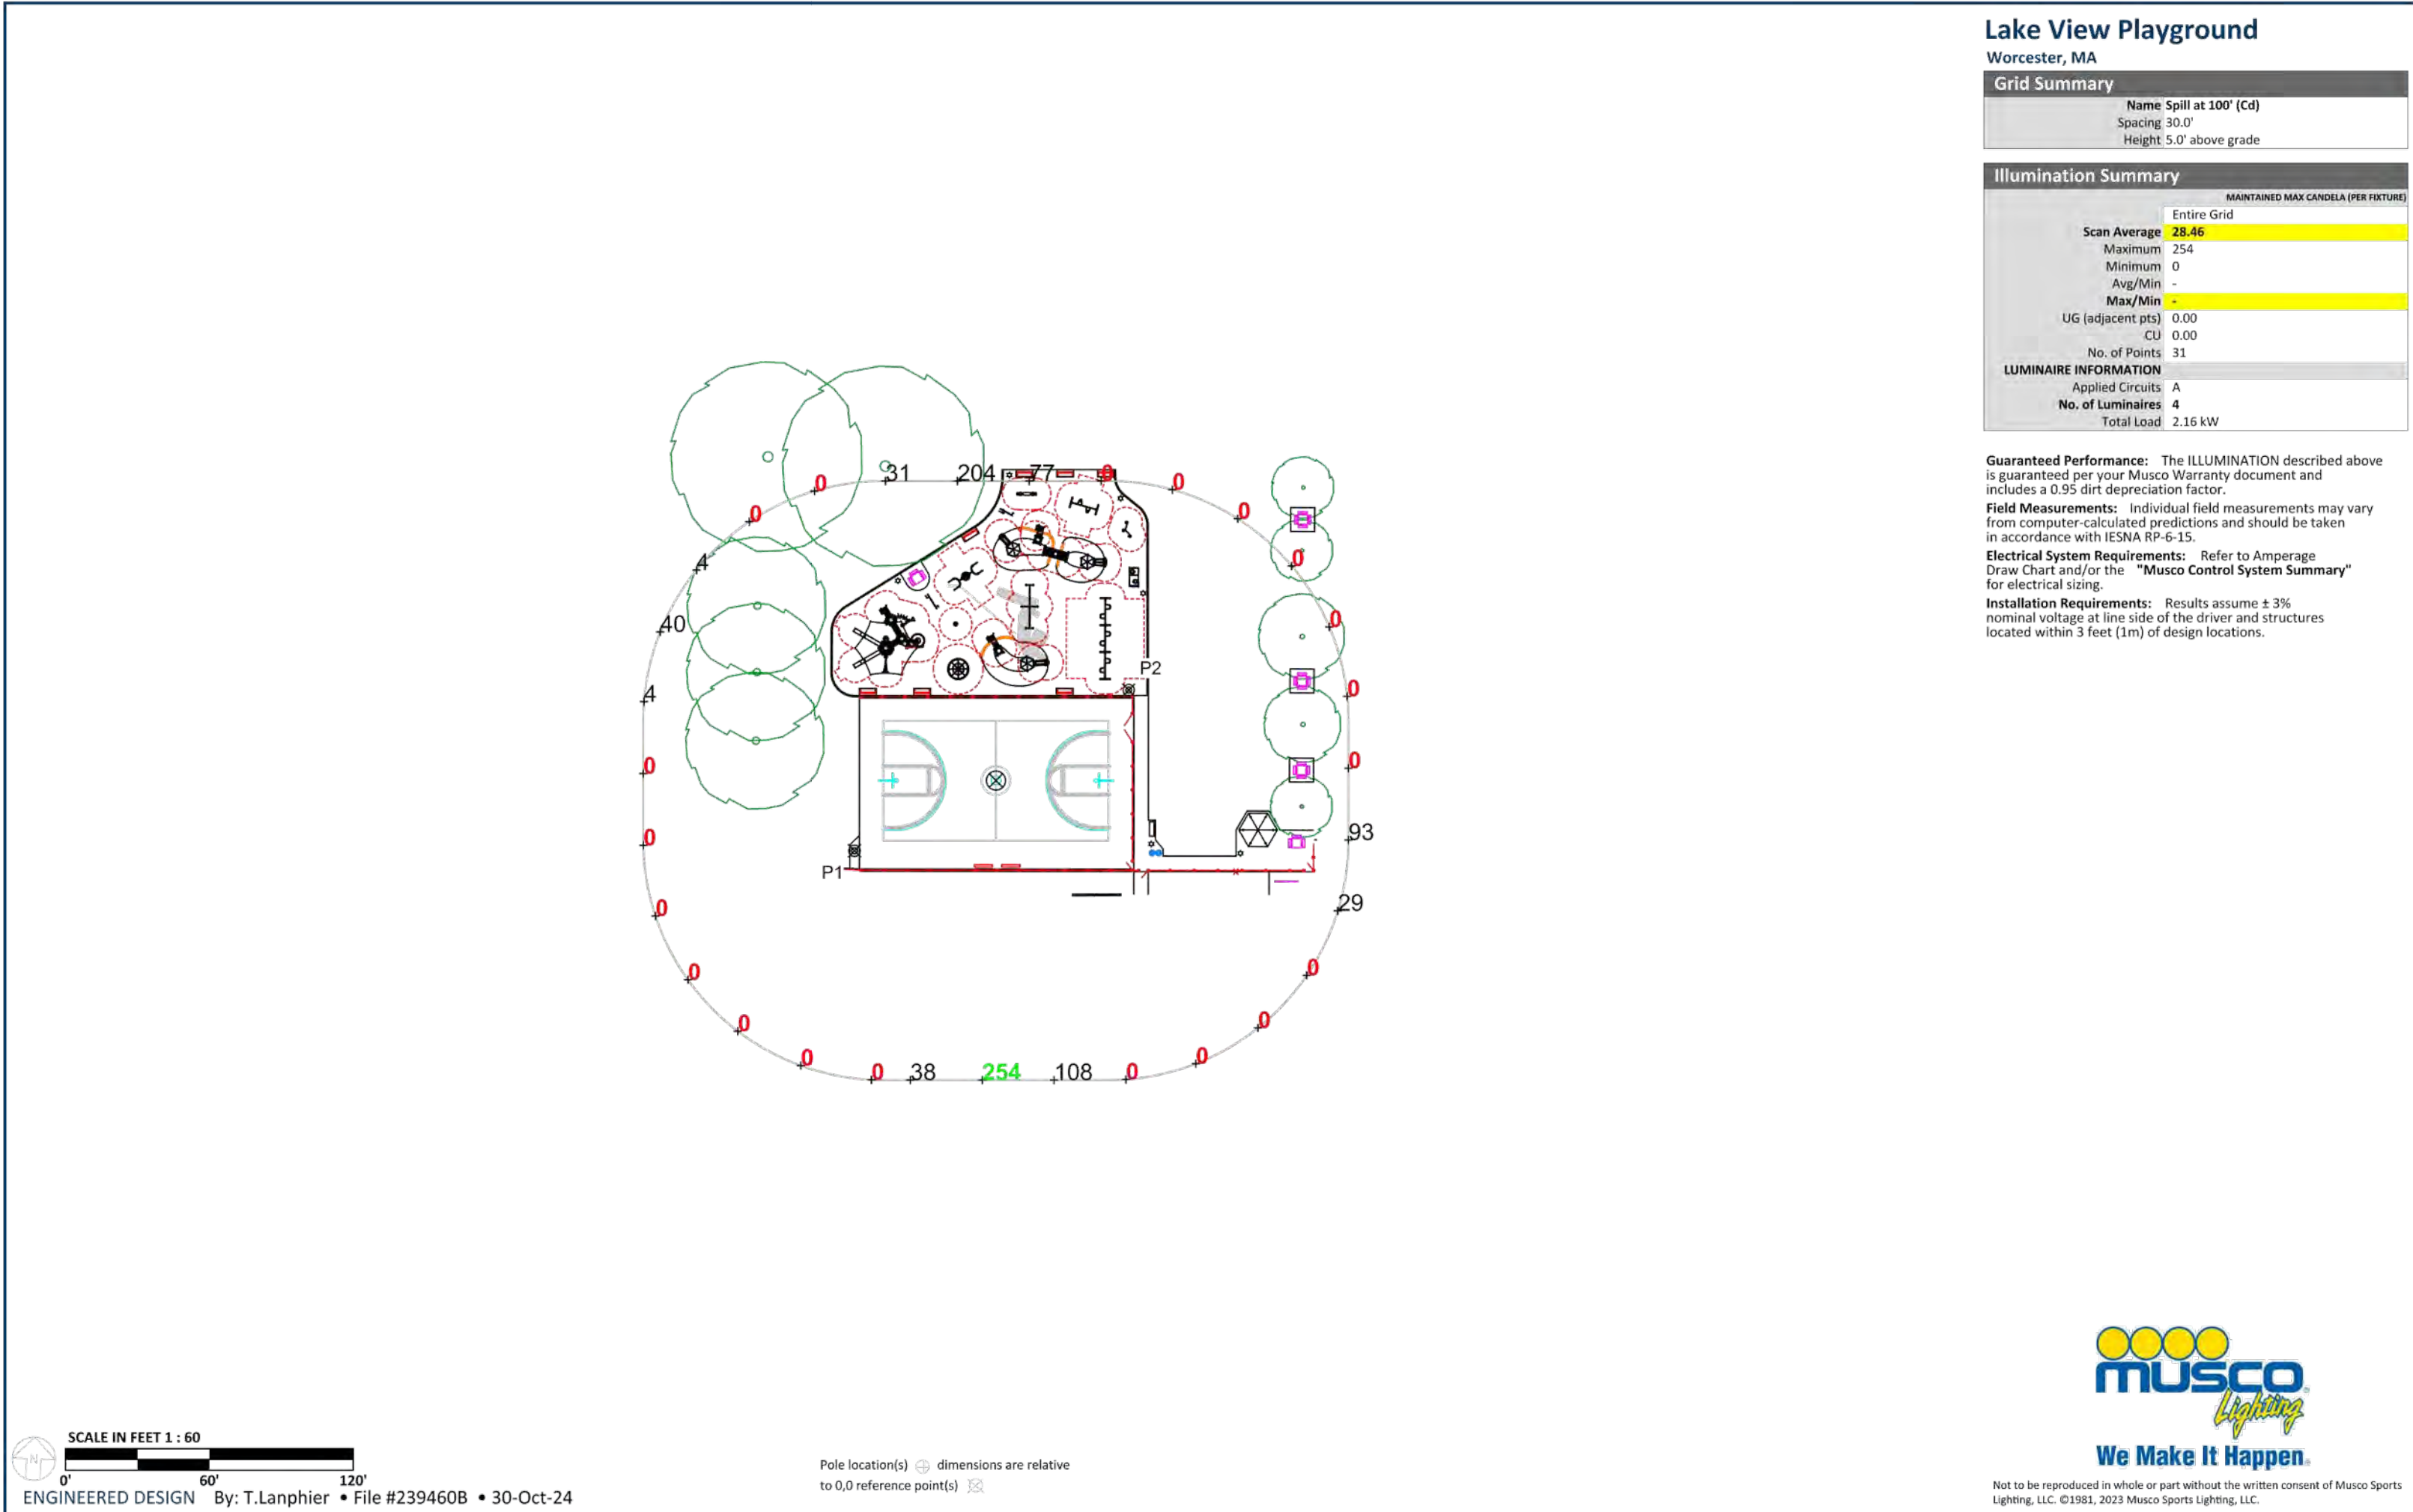 Lake View Playground
Worcester, MA
Grid Summary
Name Spill at 100' (Cd)
Spacing 30.0'
Height 5.0' above grade
Illumination Summary
MAINTAINED MAX CANDELA (PER FIXTURE)
Entire Grid
Scan Average 28.46
Maximum 254
Minimum 0
Avg/Min -
Max/Min -
UG (adjacent pts) 0.00
CU 0.00
No. of Points 31
LUMINAIRE INFORMATION
Applied Circuits A
No. of Luminaires 4
Total Load 2.16 kW
Guaranteed Performance: The ILLUMINATION described above
is guaranteed per your Musco Warranty document and
includes a 0.95 dirt depreciation factor.
Field Measurements: Individual field measurements may vary
from computer-calculated predictions and should be taken
in accordance with IESNA RP-6-15.
Electrical System Requirements: Refer to Amperage
Draw Chart and/or the "Musco Control System Summary"
for electrical sizing.
Installation Requirements: Results assume ± 3%
nominal voltage at line side of the driver and structures
located within 3 feet (1m) of design locations.
0 31 204 77 0 0
0 0
4 0
40 0
P2
4 0
0 0
0 93
P1
0 29
0 0
0 0
0 0
0 38 254 108 0
musco
Lighting
We Make It Happen.
Not to be reproduced in whole or part without the written consent of Musco Sports
Lighting, LLC. ©1981, 2023 Musco Sports Lighting, LLC.
SCALE IN FEET 1 : 60
N
0' 60' 120'
ENGINEERED DESIGN By: T.Lanphier • File #239460B • 30-Oct-24
Pole location(s) dimensions are relative
to 0,0 reference point(s)